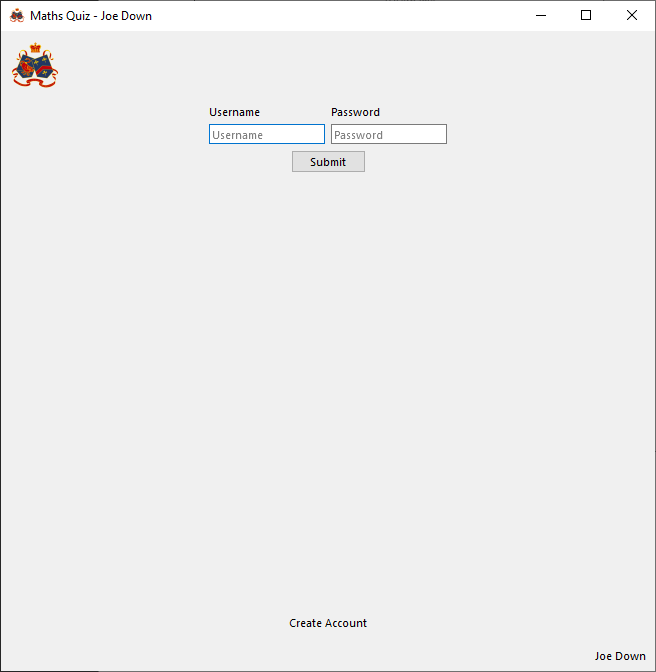 Maths Quiz - Joe Down
Username Password
Username Password
Submit
Create Account
Joe Down